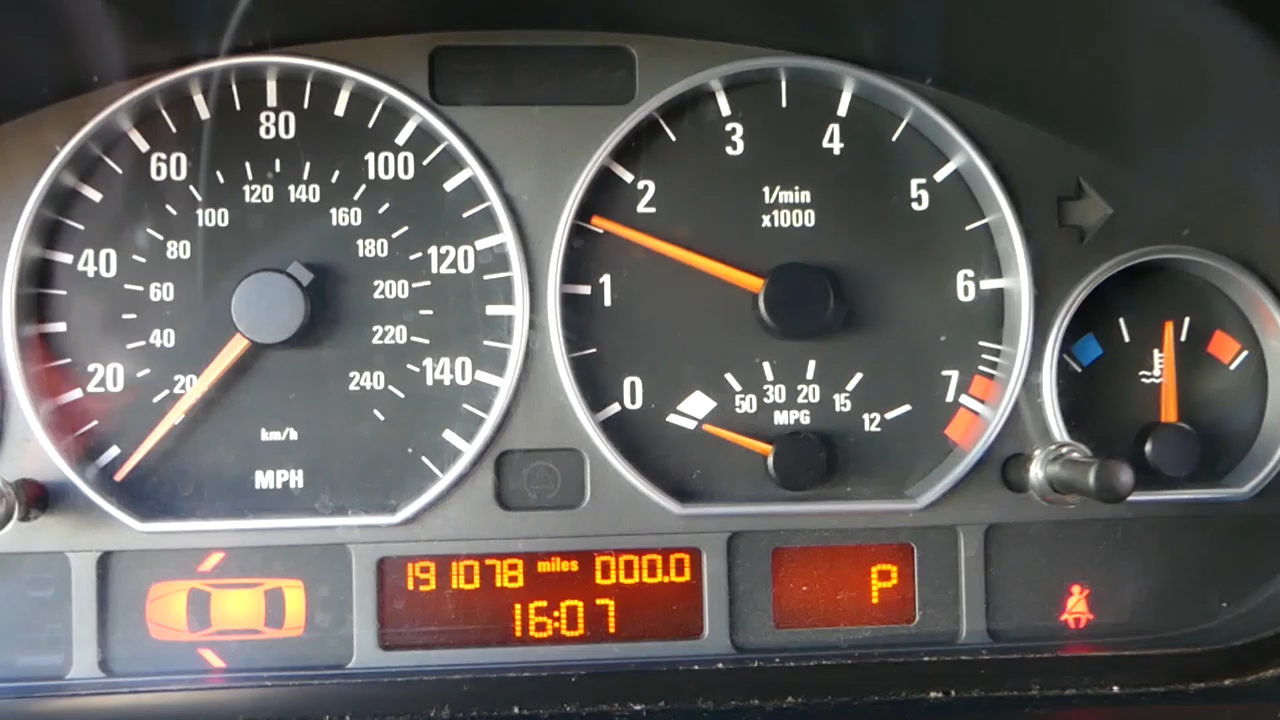 20 40 60 80 100 120 140
20 40 60 80 100 120 140 160 180 200 220 240
km/h
MPH
0 1 2 3 4 5 6 7
1/min
x1000
50 30 20 15 12
MPG
191078 miles 000.0
16:07
P